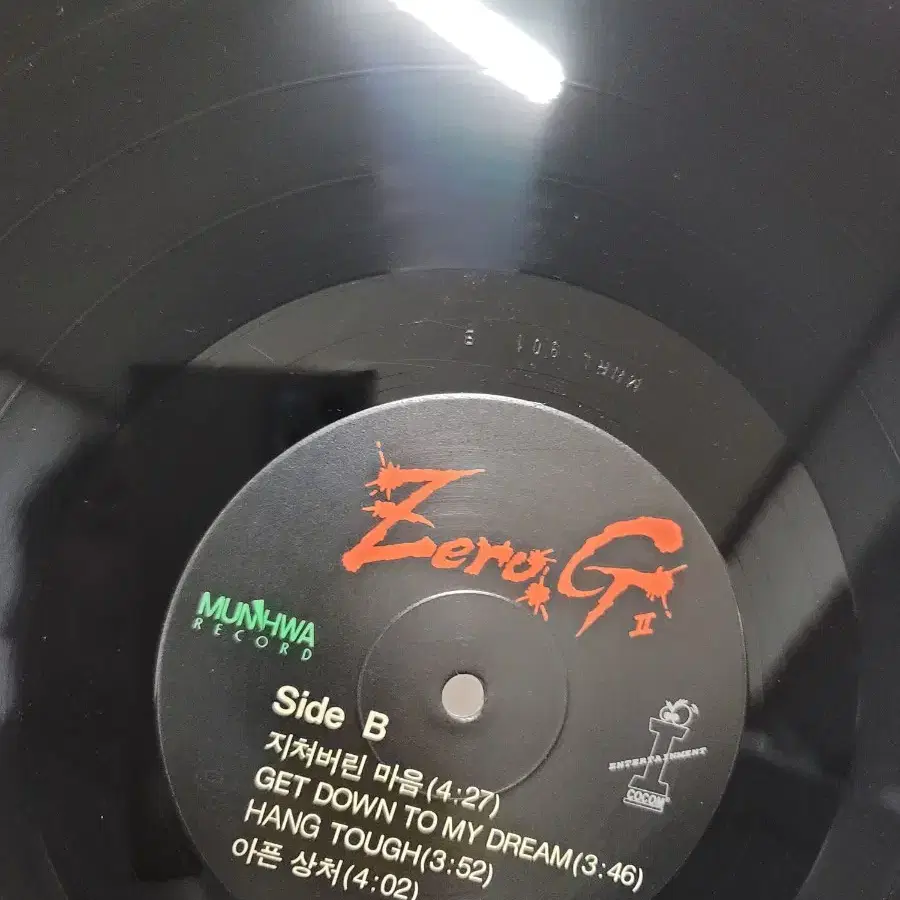 Zero.G
II
MUNHWA
RECORD
Side B
지쳐버린 마음(4:27)
GET DOWN TO MY DREAM(3:46)
HANG TOUGH(3:52)
아픈 상처(4:02)
I
ENTERTAINMENT
COCOM